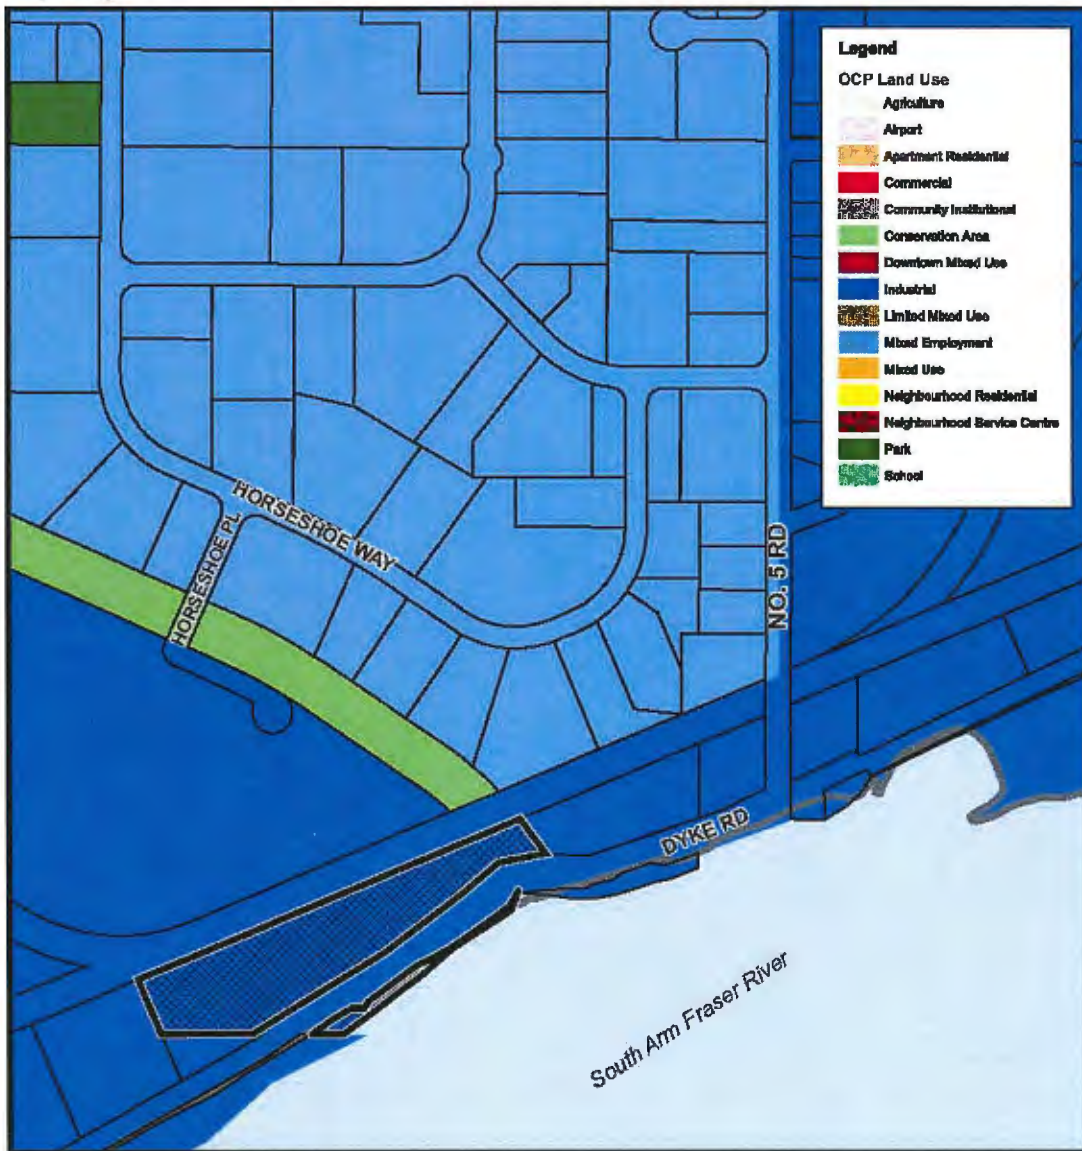 Legend
OCP Land Use
Agriculture
Airport
Apartment Residential
Commercial
Community Institutional
Conservation Area
Downtown Mixed Use
Industrial
Limited Mixed Use
Mixed Employment
Mixed Use
Neighbourhood Residential
Neighbourhood Service Centre
Park
School
HORSESHOE WAY
HORSESHOE PL
NO. 5 RD
DYKE RD
South Arm Fraser River